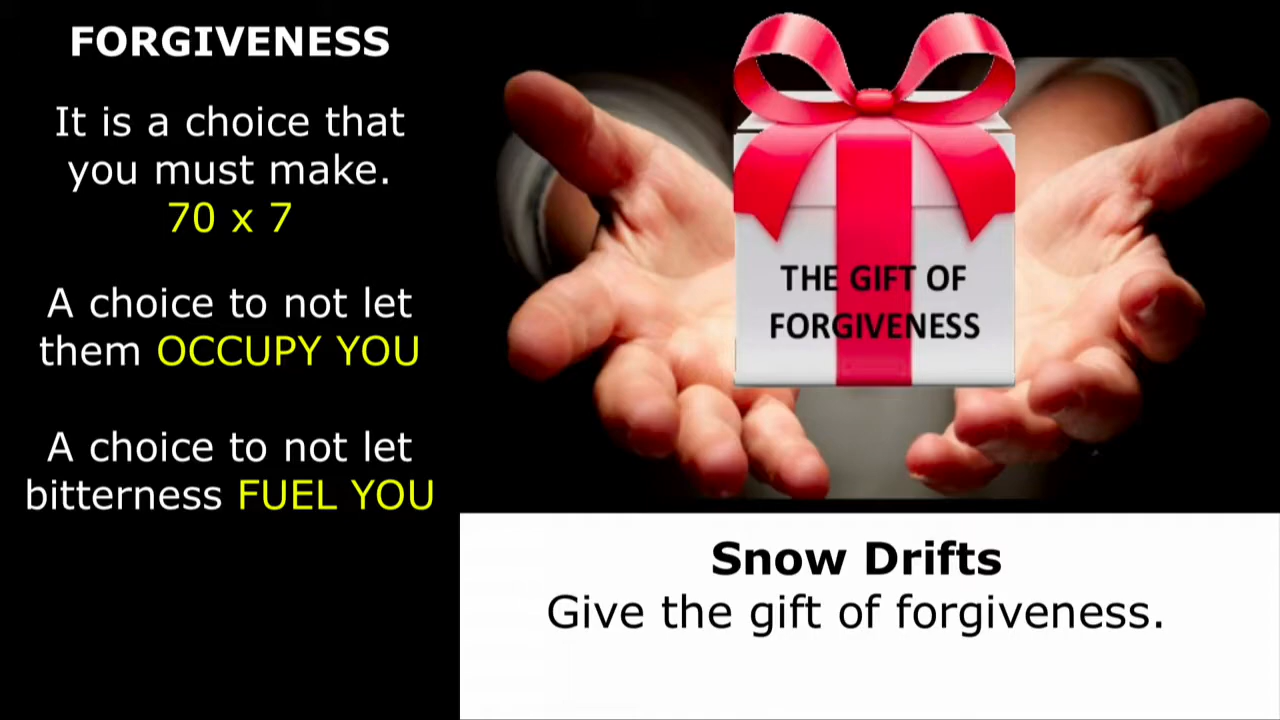 FORGIVENESS
It is a choice that
you must make.
70 x 7
A choice to not let
them OCCUPY YOU
A choice to not let
bitterness FUEL YOU
THE GIFT OF
FORGIVENESS
Snow Drifts
Give the gift of forgiveness.